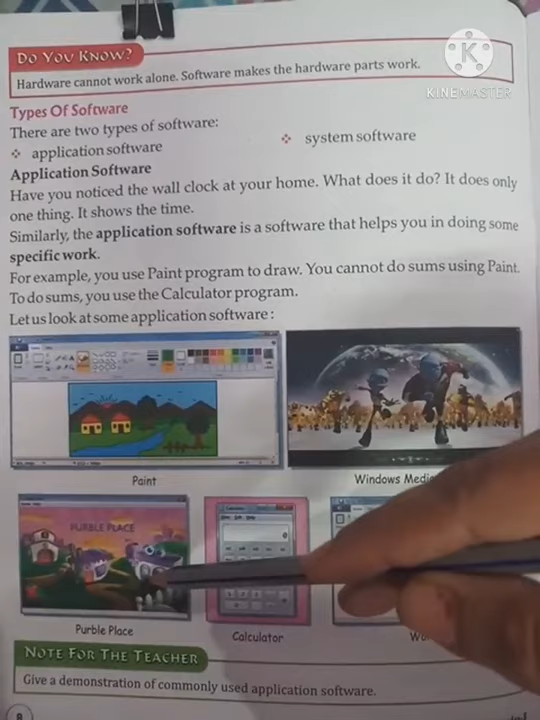 DO YOU KNOW?
Hardware cannot work alone. Software makes the hardware parts work.
KINEMASTER
Types Of Software
There are two types of software:
❖ application software
❖ system software
Application Software
Have you noticed the wall clock at your home. What does it do? It does only
one thing. It shows the time.
Similarly, the application software is a software that helps you in doing some
specific work.
For example, you use Paint program to draw. You cannot do sums using Paint.
To do sums, you use the Calculator program.
Let us look at some application software :
Paint
Windows
PURBLE PLACE
Purble Place
Calculator
NOTE FOR THE TEACHER
Give a demonstration of commonly used application software.
8